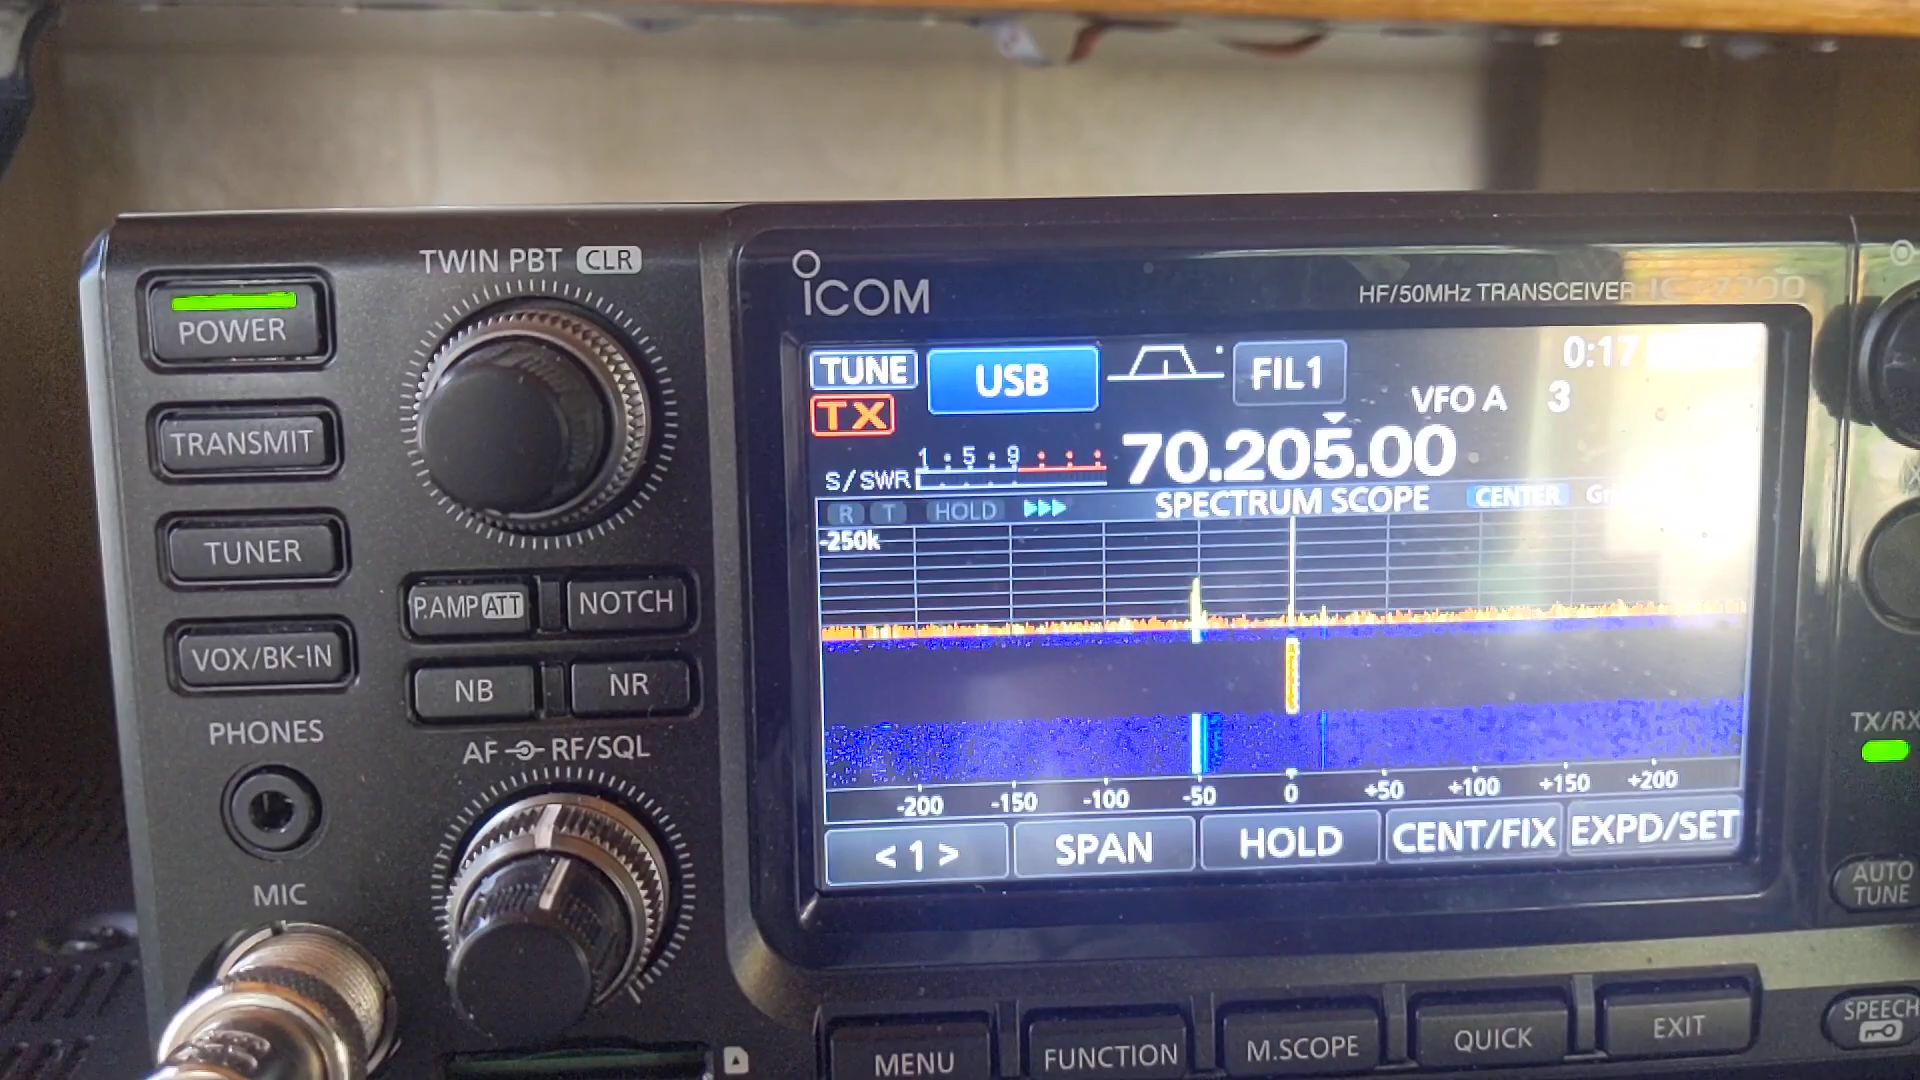 TWIN PBT CLR
POWER
TRANSMIT
TUNER
VOX/BK-IN
P.AMP ATT
NOTCH
NB
NR
PHONES
AF RF/SQL
MIC
ICOM
HF/50MHz TRANSCEIVER IC-7300
TUNE
USB
FIL1
0:17
TX
VFO A 3
1 5 9
S/SWR
70.205.00
R T HOLD
SPECTRUM SCOPE
CENTER
-250k
-200 -150 -100 -50 0 +50 +100 +150 +200
< 1 >
SPAN
HOLD
CENT/FIX
EXPD/SET
TX/RX
AUTO
TUNE
MENU
FUNCTION
M.SCOPE
QUICK
EXIT
SPEECH